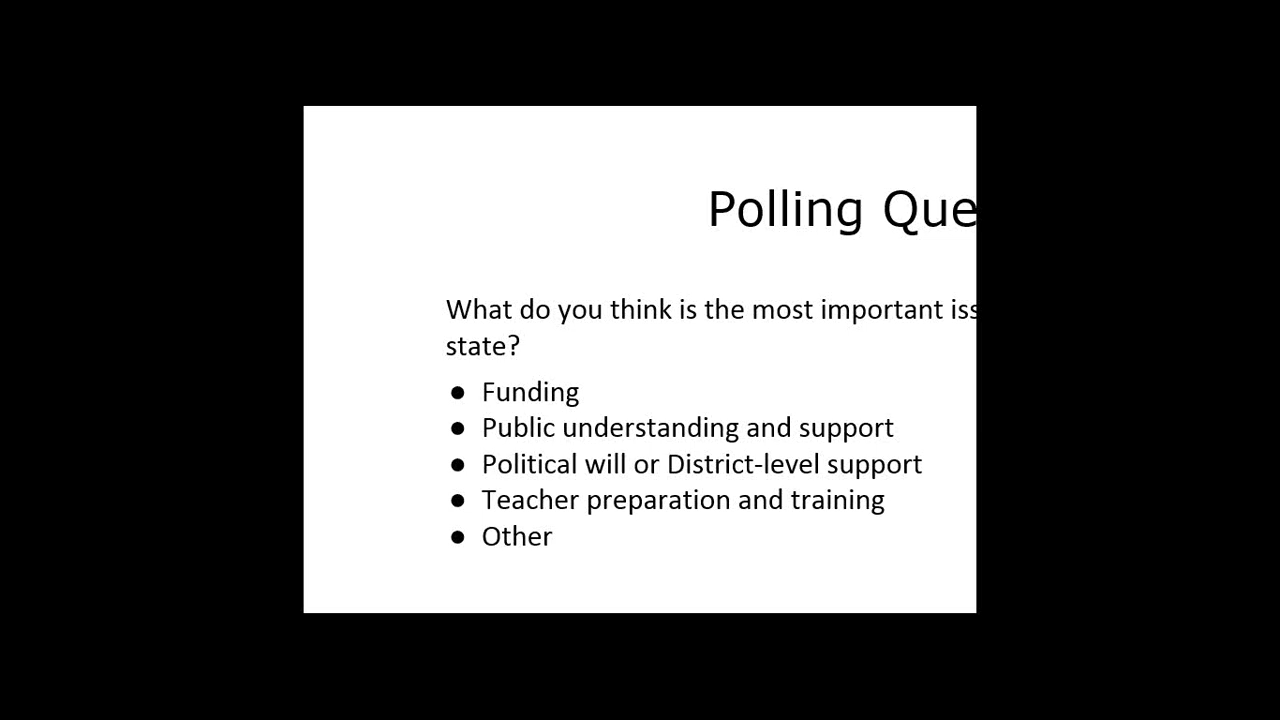 Polling Que
What do you think is the most important iss
state?
● Funding
● Public understanding and support
● Political will or District-level support
● Teacher preparation and training
● Other